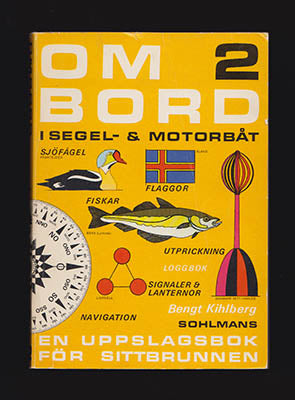 OM 2
BORD
I SEGEL- & MOTORBÅT
SJÖFÅGEL
FLAGGOR
FISKAR
UTPRICKNING
LOGGBOK
SIGNALER &
LANTERNOR
NAVIGATION
Bengt Kihlberg
SOHLMANS
EN UPPSLAGSBOK
FÖR SITTBRUNNEN